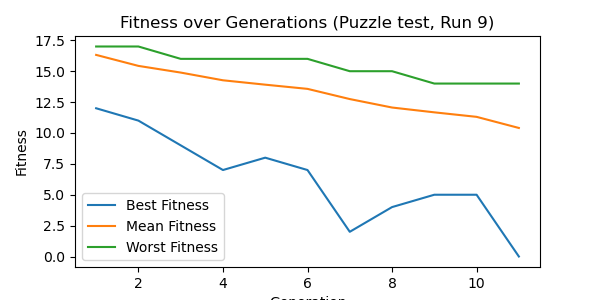 Fitness over Generations (Puzzle test, Run 9)
17.5
15.0
12.5
10.0
7.5
5.0
2.5
0.0
Fitness
Best Fitness
Mean Fitness
Worst Fitness
2
4
6
8
10
Generation